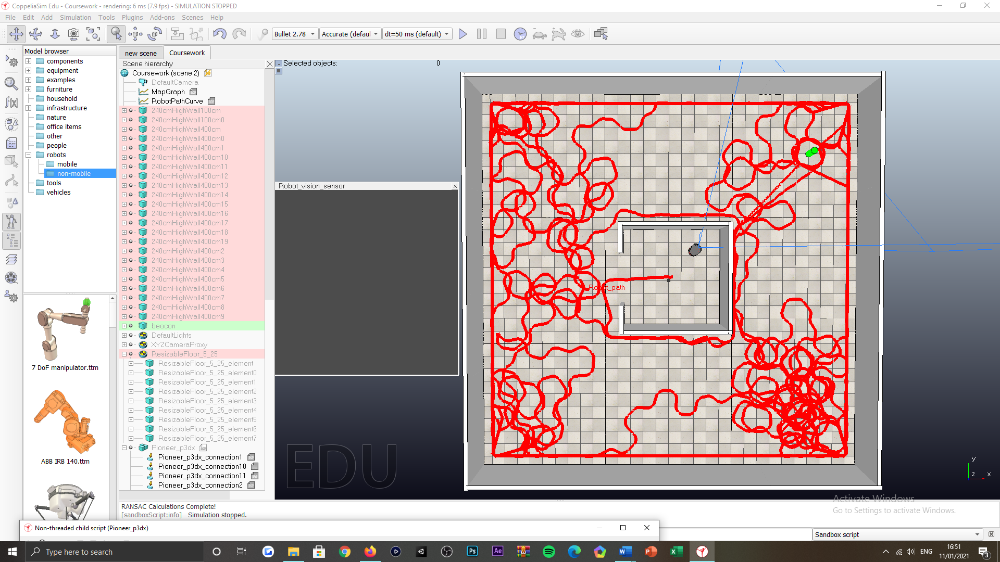 CoppeliaSim Edu - Coursework - rendering: 6 ms (7.9 fps) - SIMULATION STOPPED
File Edit Add Simulation Tools Plugins Add-ons Scenes Help
Bullet 2.78 Accurate (defaul dt=50 ms (default)
Model browser
components
equipment
examples
furniture
household
infrastructure
nature
office items
other
people
robots
mobile
non-mobile
tools
vehicles
7 DoF manipulator.ttm
ABB IRB 140.ttm
new scene Coursework
Scene hierarchy
Coursework (scene 2)
DefaultCamera
MapGraph
RobotPathCurve
240cmHighWall100cm
240cmHighWall100cm0
240cmHighWall400cm
240cmHighWall400cm0
240cmHighWall400cm1
240cmHighWall400cm10
240cmHighWall400cm11
240cmHighWall400cm12
240cmHighWall400cm13
240cmHighWall400cm14
240cmHighWall400cm15
240cmHighWall400cm16
240cmHighWall400cm17
240cmHighWall400cm18
240cmHighWall400cm19
240cmHighWall400cm2
240cmHighWall400cm3
240cmHighWall400cm4
240cmHighWall400cm5
240cmHighWall400cm6
240cmHighWall400cm7
240cmHighWall400cm8
240cmHighWall400cm9
beacon
DefaultLights
XYZCameraProxy
ResizableFloor_5_25
ResizableFloor_5_25_element
ResizableFloor_5_25_element0
ResizableFloor_5_25_element1
ResizableFloor_5_25_element2
ResizableFloor_5_25_element3
ResizableFloor_5_25_element4
ResizableFloor_5_25_element5
ResizableFloor_5_25_element6
ResizableFloor_5_25_element7
Pioneer_p3dx
Pioneer_p3dx_connection1
Pioneer_p3dx_connection10
Pioneer_p3dx_connection11
Pioneer_p3dx_connection2
Selected objects: 0
Robot_vision_sensor
Robot_path
EDU
y
z x
Activate Windows
Go to Settings to activate Windows.
RANSAC Calculations Complete!
[sandboxScript:info] Simulation stopped.
Non-threaded child script (Pioneer_p3dx)
Sandbox script
Type here to search
Ps Ae
ENG
16:51
11/01/2021
3